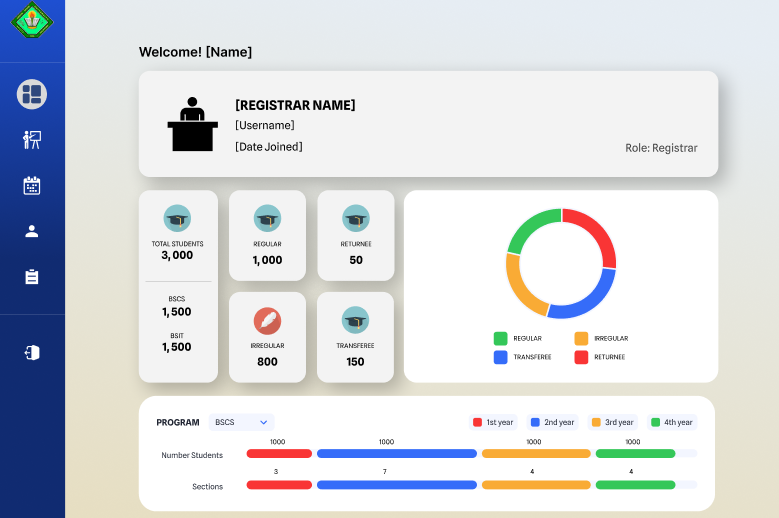 Welcome! [Name]
[REGISTRAR NAME]
[Username]
[Date Joined]
Role: Registrar
TOTAL STUDENTS
3,000
BSCS
1,500
BSIT
1,500
REGULAR
1,000
RETURNEE
50
IRREGULAR
800
TRANSFEREE
150
REGULAR
IRREGULAR
TRANSFEREE
RETURNEE
PROGRAM
BSCS
1st year
2nd year
3rd year
4th year
1000 1000 1000 1000
Number Students
3 7 4 4
Sections